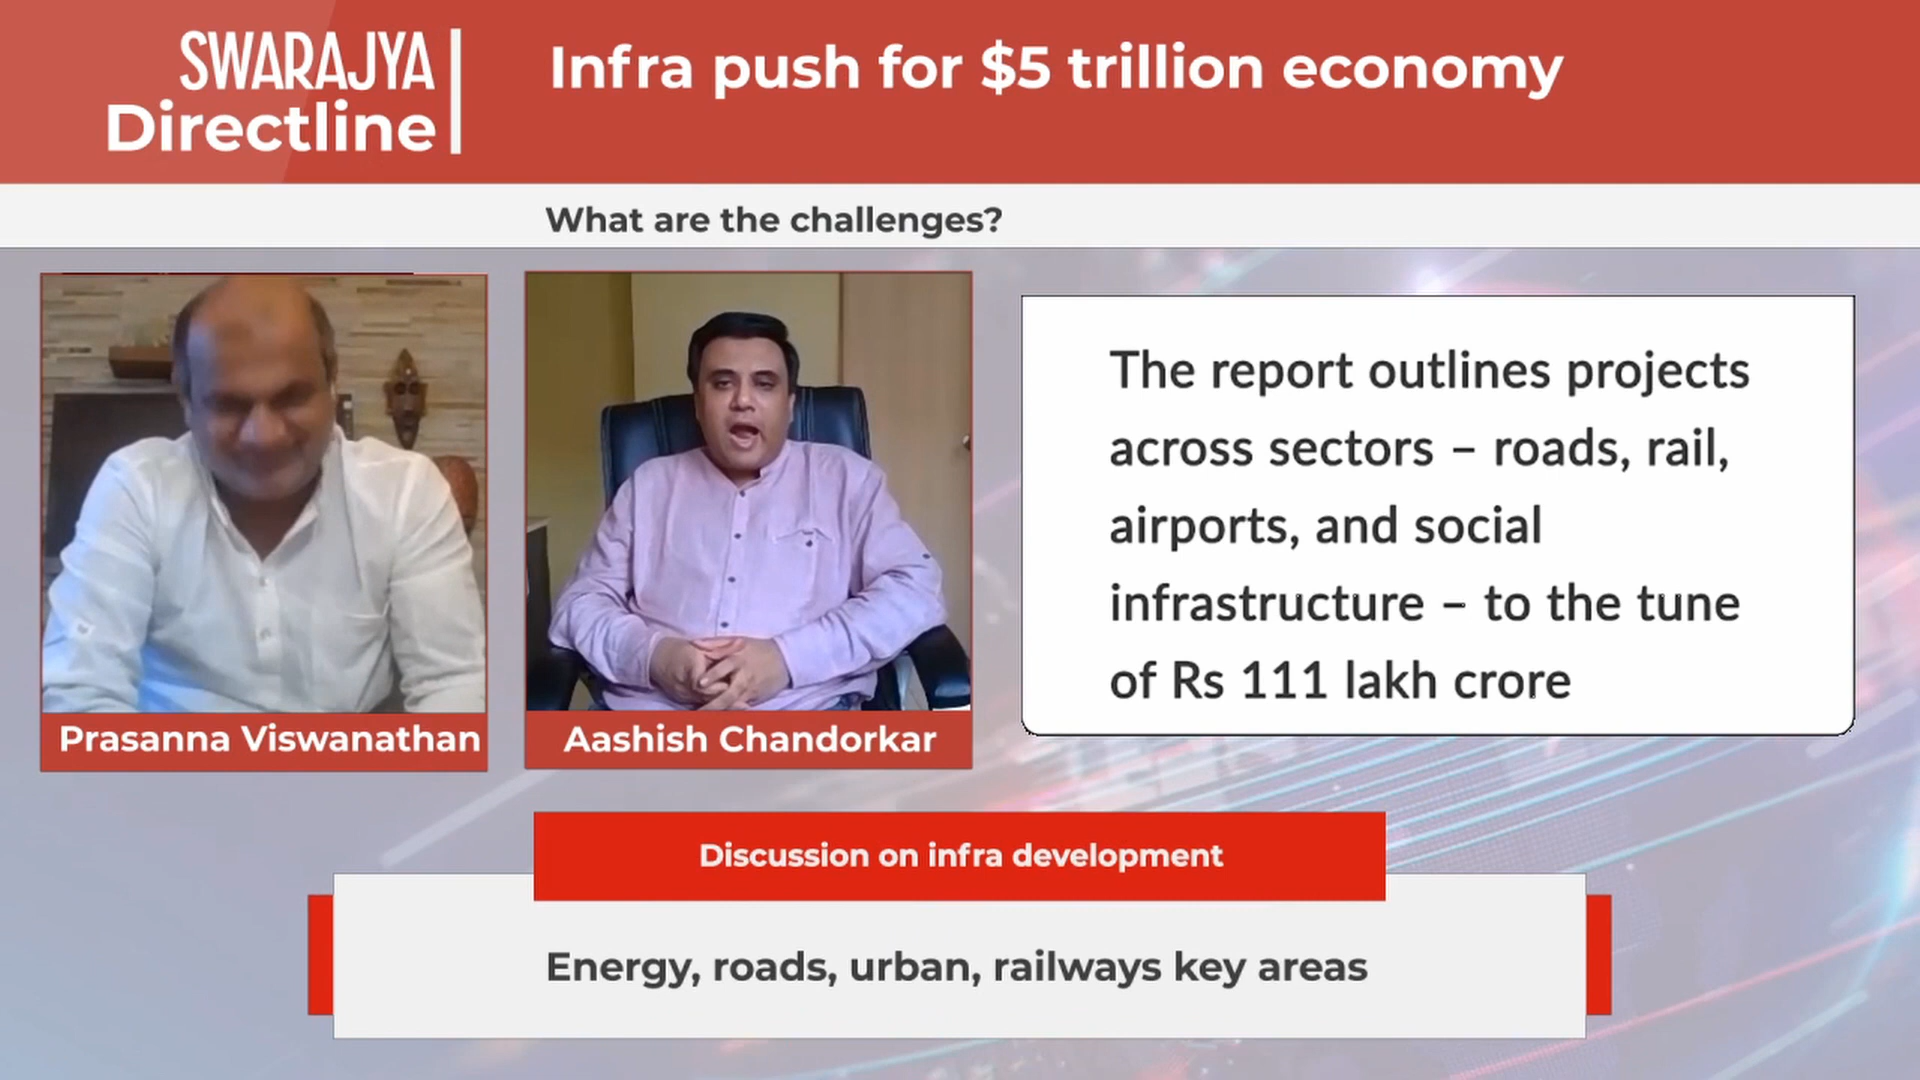 SWARAJYA
Directline
Infra push for $5 trillion economy
What are the challenges?
Prasanna Viswanathan
Aashish Chandorkar
The report outlines projects
across sectors – roads, rail,
airports, and social
infrastructure – to the tune
of Rs 111 lakh crore
Discussion on infra development
Energy, roads, urban, railways key areas